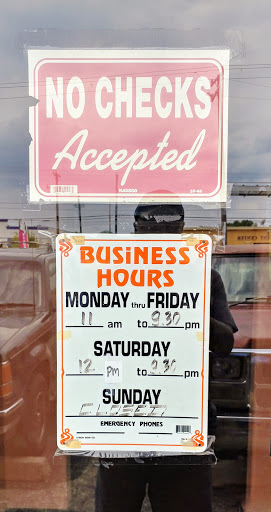 NO CHECKS
Accepted
BUSINESS
HOURS
MONDAY thru FRIDAY
11 am to 9:30 pm
SATURDAY
12 PM to 9:30 pm
SUNDAY
CLOSED
EMERGENCY PHONES